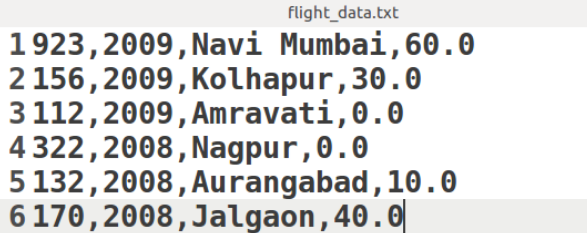 flight_data.txt
1 923,2009,Navi Mumbai,60.0
2 156,2009,Kolhapur,30.0
3 112,2009,Amravati,0.0
4 322,2008,Nagpur,0.0
5 132,2008,Aurangabad,10.0
6 170,2008,Jalgaon,40.0